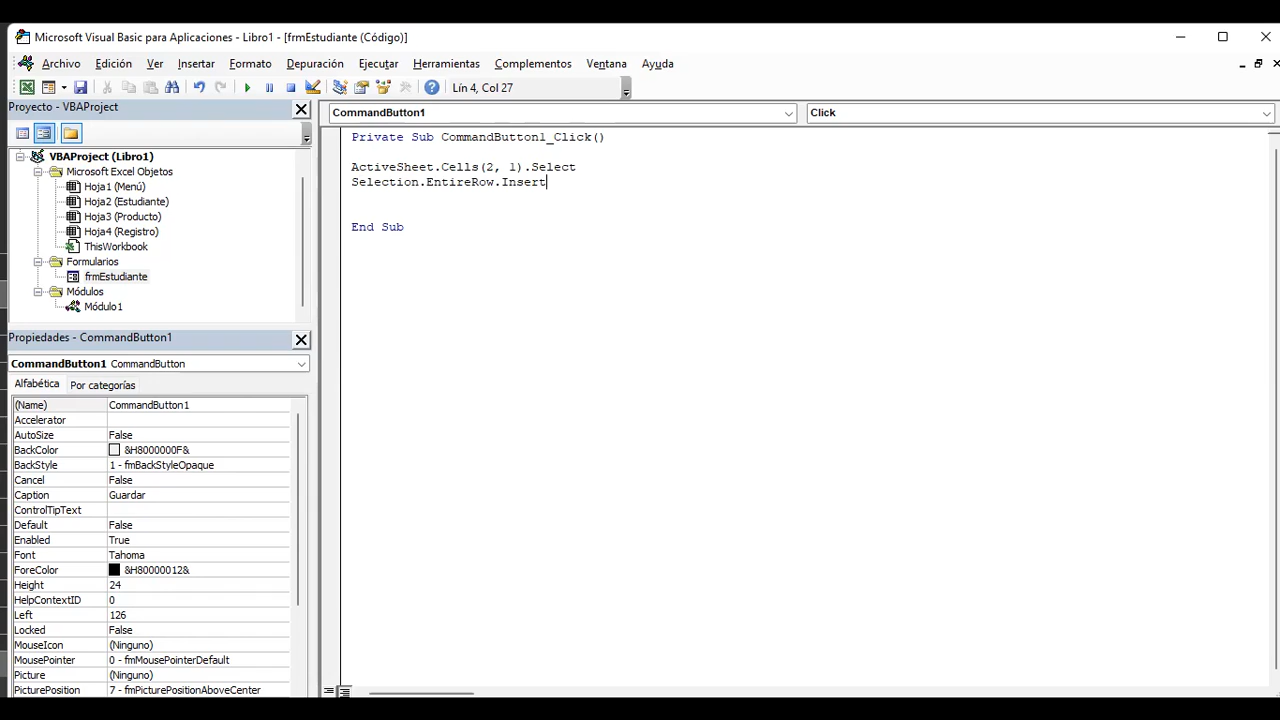 Microsoft Visual Basic para Aplicaciones - Libro1 - [frmEstudiante (Código)]
Archivo Edición Ver Insertar Formato Depuración Ejecutar Herramientas Complementos Ventana Ayuda
Lín 4, Col 27
Proyecto - VBAProject
VBAProject (Libro1)
Microsoft Excel Objetos
Hoja1 (Menú)
Hoja2 (Estudiante)
Hoja3 (Producto)
Hoja4 (Registro)
ThisWorkbook
Formularios
frmEstudiante
Módulos
Módulo1
Propiedades - CommandButton1
CommandButton1 CommandButton
Alfabética Por categorías
(Name) CommandButton1
Accelerator
AutoSize False
BackColor &H8000000F&
BackStyle 1 - fmBackStyleOpaque
Cancel False
Caption Guardar
ControlTipText
Default False
Enabled True
Font Tahoma
ForeColor &H80000012&
Height 24
HelpContextID 0
Left 126
Locked False
MouseIcon (Ninguno)
MousePointer 0 - fmMousePointerDefault
Picture (Ninguno)
PicturePosition 7 - fmPicturePositionAboveCenter
CommandButton1 Click
Private Sub CommandButton1_Click()
ActiveSheet.Cells(2, 1).Select
Selection.EntireRow.Insert
End Sub